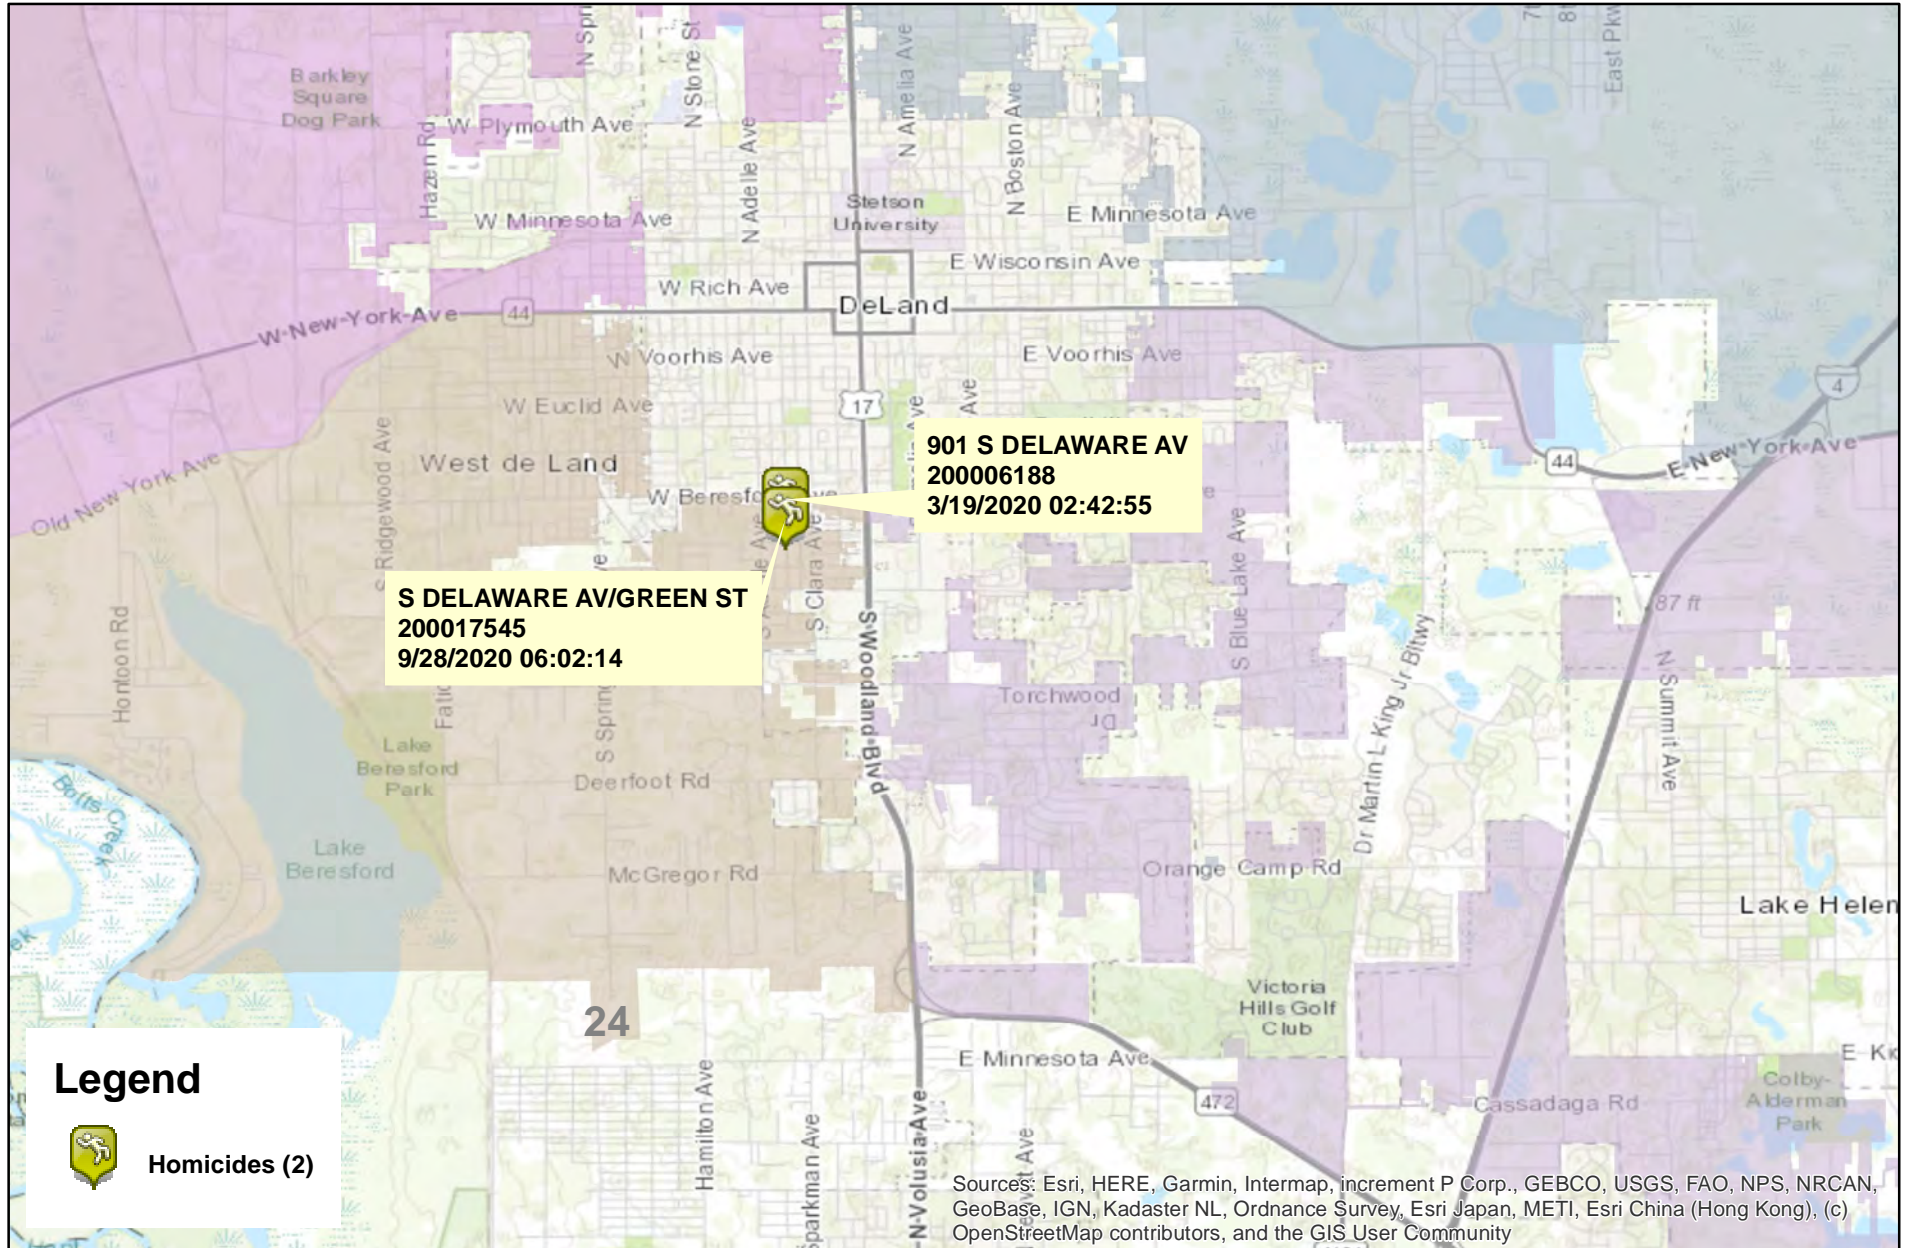 Barkley
Square
Dog Park
Hazen Rd
W Plymouth Ave
N Stone St
N Adelle Ave
N Amelia Ave
N Boston Ave
East Pkw
W Minnesota Ave
Stetson
University
E Minnesota Ave
E Wisconsin Ave
W Rich Ave
DeLand
W New York Ave
44
W Voorhis Ave
E Voorhis Ave
4
W Euclid Ave
17
Ave
901 S DELAWARE AV
200006188
3/19/2020 02:42:55
44
E New York Ave
Old New York Ave
S Ridgewood Ave
West de Land
W Beresfo
S Clara Ave
S Blue Lake Ave
S DELAWARE AV/GREEN ST
200017545
9/28/2020 06:02:14
Hontoon Rd
S Woodland Blvd
87 ft
N Summit Ave
Torchwood
Dr
Dr Martin L King Jr Bltwy
S Spring
Lake
Beresford
Park
Deerfoot Rd
Lake
Beresford
McGregor Rd
Orange Camp Rd
Lake Helen
Victoria
Hills Golf
Club
24
E Minnesota Ave
472
Cassadaga Rd
Colby-
Alderman
Park
Hamilton Ave
Sparkman Ave
N Volusia Ave
Legend
Homicides (2)
Sources: Esri, HERE, Garmin, Intermap, increment P Corp., GEBCO, USGS, FAO, NPS, NRCAN,
GeoBase, IGN, Kadaster NL, Ordnance Survey, Esri Japan, METI, Esri China (Hong Kong), (c)
OpenStreetMap contributors, and the GIS User Community